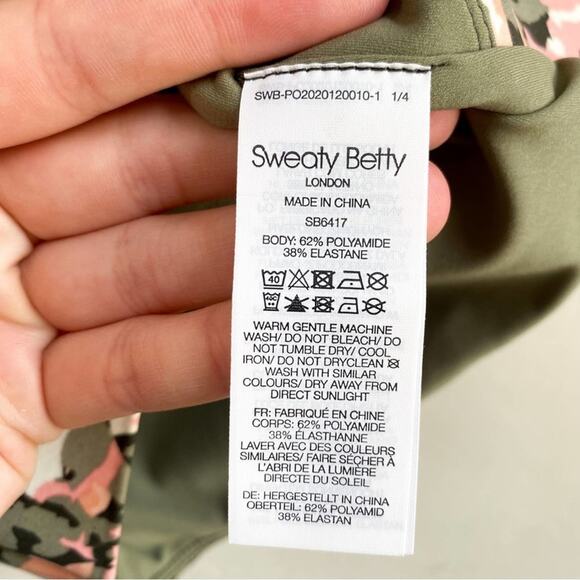 SWB-PO2020120010-1 1/4
Sweaty Betty
LONDON
MADE IN CHINA
SB6417
BODY: 62% POLYAMIDE
38% ELASTANE
40
WARM GENTLE MACHINE
WASH/ DO NOT BLEACH/ DO
NOT TUMBLE DRY/ COOL
IRON/ DO NOT DRYCLEAN
WASH WITH SIMILAR
COLOURS/ DRY AWAY FROM
DIRECT SUNLIGHT
FR: FABRIQUÉ EN CHINE
CORPS: 62% POLYAMIDE
38% ÉLASTHANNE
LAVER AVEC DES COULEURS
SIMILAIRES/ FAIRE SÉCHER À
L'ABRI DE LA LUMIÈRE
DIRECTE DU SOLEIL
DE: HERGESTELLT IN CHINA
OBERTEIL: 62% POLYAMID
38% ELASTAN